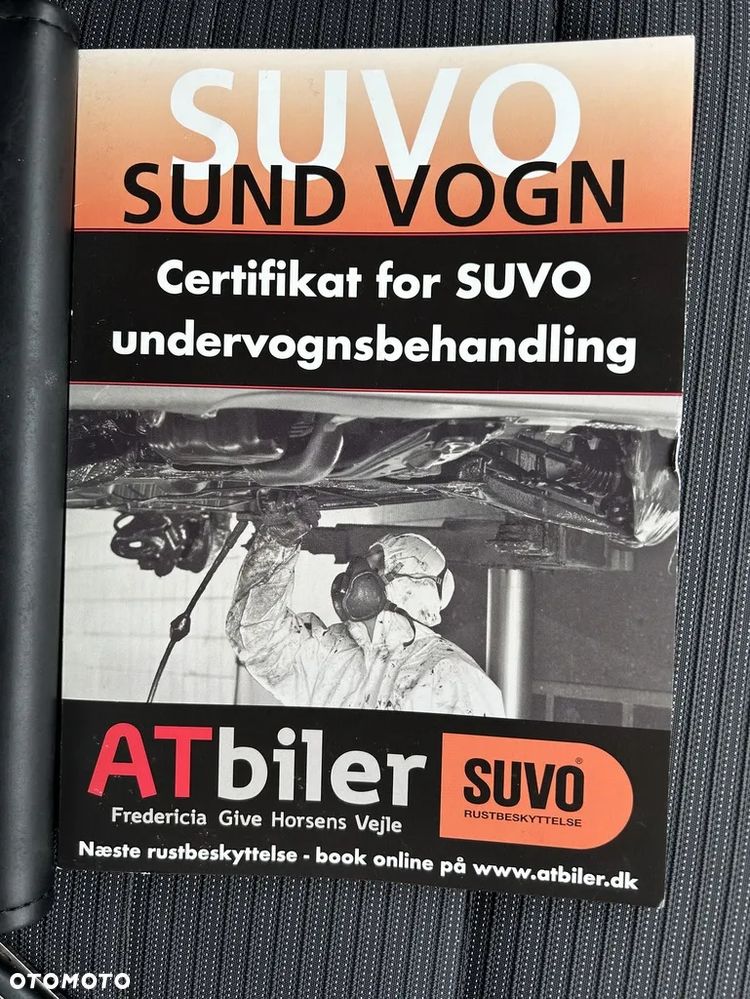 SUVO
SUND VOGN
Certifikat for SUVO
undervognsbehandling
ATbiler
Fredericia Give Horsens Vejle
SUVO®
RUSTBESKYTTELSE
Næste rustbeskyttelse - book online på www.atbiler.dk
OTOMOTO